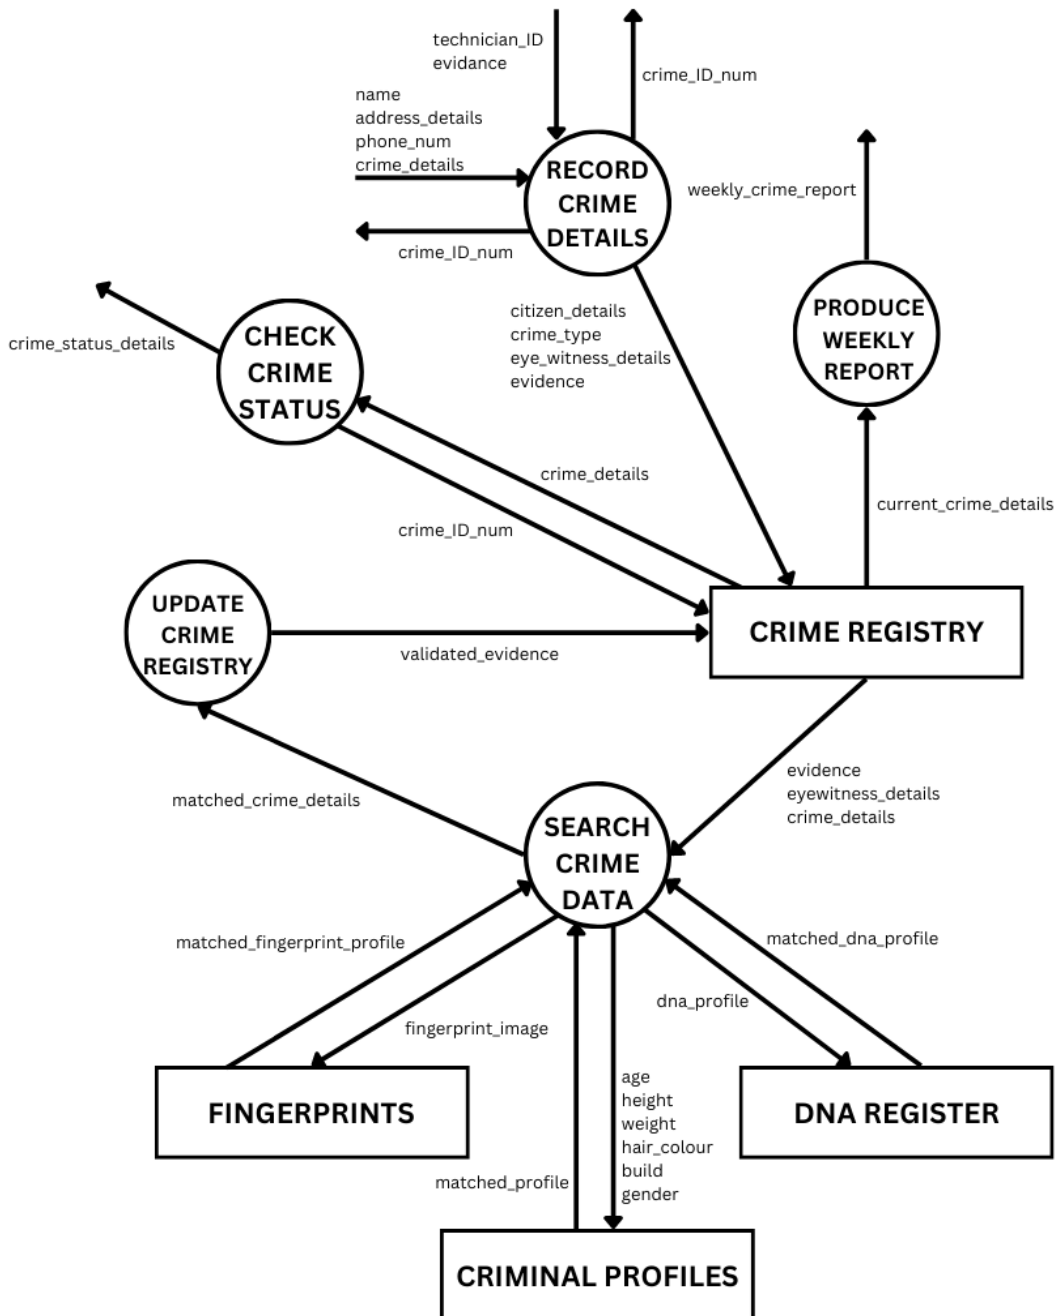 technician_ID
evidance
crime_ID_num
name
address_details
phone_num
crime_details
RECORD
CRIME
DETAILS
weekly_crime_report
crime_ID_num
PRODUCE
WEEKLY
REPORT
citizen_details
crime_type
eye_witness_details
evidence
crime_status_details
CHECK
CRIME
STATUS
crime_details
crime_ID_num
current_crime_details
UPDATE
CRIME
REGISTRY
validated_evidence
CRIME REGISTRY
matched_crime_details
evidence
eyewitness_details
crime_details
SEARCH
CRIME
DATA
matched_fingerprint_profile
matched_dna_profile
fingerprint_image
dna_profile
FINGERPRINTS
age
height
weight
hair_colour
build
gender
DNA REGISTER
matched_profile
CRIMINAL PROFILES